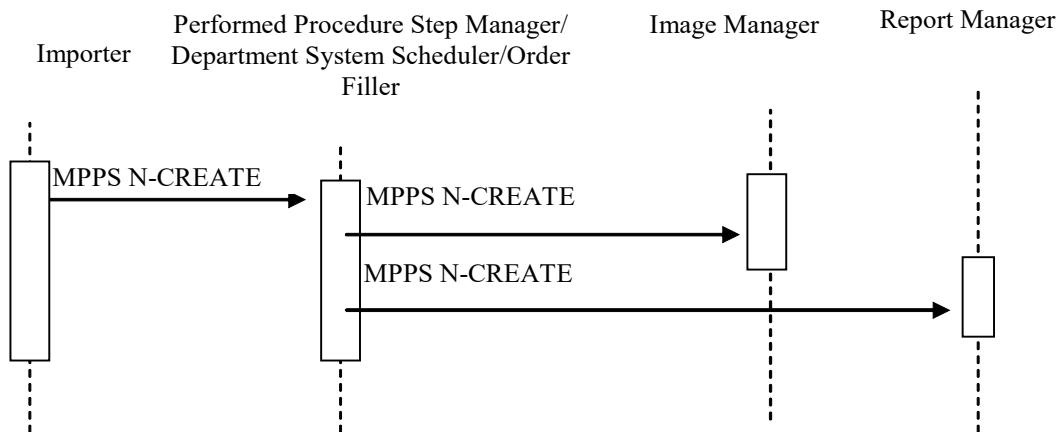 Importer
Performed Procedure Step Manager/
Department System Scheduler/Order
Filler
Image Manager
Report Manager
MPPS N-CREATE
MPPS N-CREATE
MPPS N-CREATE